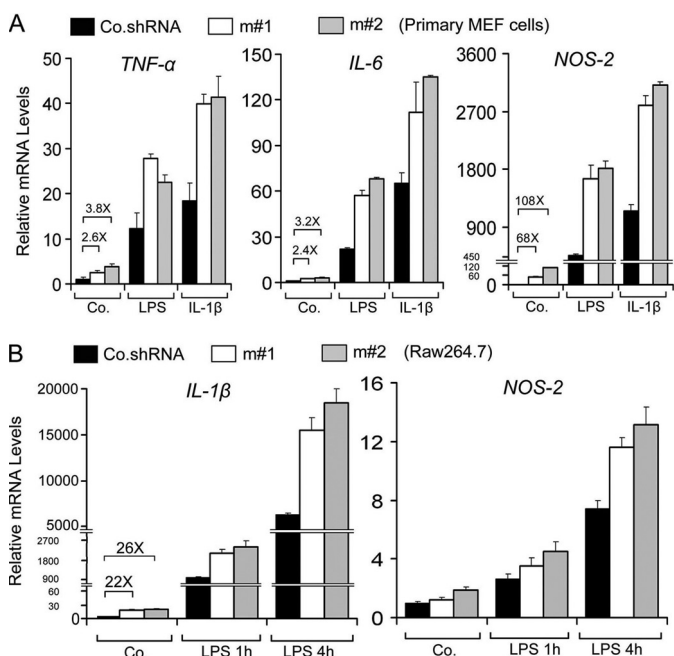 A
Co.shRNA m#1 m#2 (Primary MEF cells)
TNF-α
Relative mRNA Levels
50
40
30
20
10
0
3.8X
2.6X
Co. LPS IL-1β
IL-6
150
120
90
60
30
0
3.2X
2.4X
Co. LPS IL-1β
NOS-2
3600
2700
1800
900
450
120
60
0
108X
68X
Co. LPS IL-1β
B
Co.shRNA m#1 m#2 (Raw264.7)
IL-1β
Relative mRNA Levels
20000
15000
10000
5000
2700
1800
900
60
30
0
26X
22X
Co. LPS 1h LPS 4h
NOS-2
16
12
8
4
0
Co. LPS 1h LPS 4h